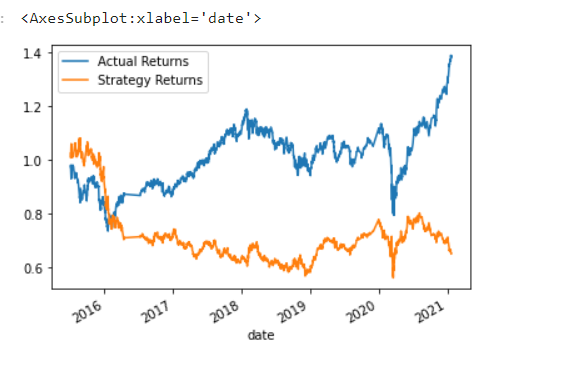 : <AxesSubplot:xlabel='date'>
1.4
Actual Returns
Strategy Returns
1.2
1.0
0.8
0.6
2016 2017 2018 2019 2020 2021
date